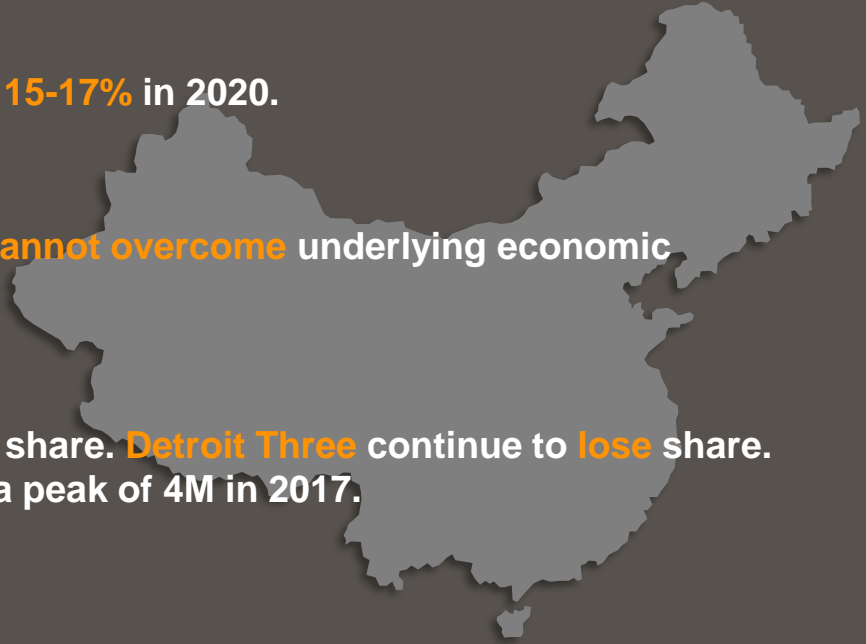 15-17% in 2020.
annot overcome underlying economic
share. Detroit Three continue to lose share.
a peak of 4M in 2017.